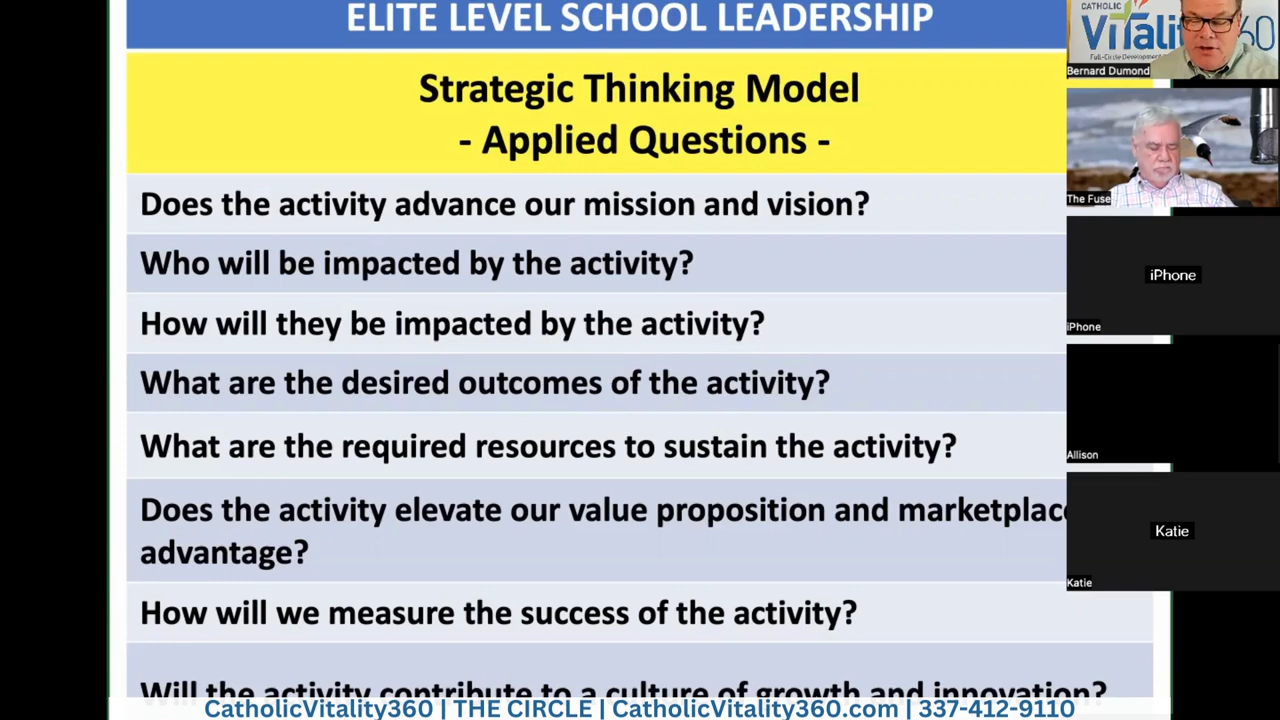 ELITE LEVEL SCHOOL LEADERSHIP
Strategic Thinking Model
- Applied Questions -
Does the activity advance our mission and vision?
Who will be impacted by the activity?
How will they be impacted by the activity?
What are the desired outcomes of the activity?
What are the required resources to sustain the activity?
Does the activity elevate our value proposition and marketplace
advantage?
How will we measure the success of the activity?
Will the activity contribute to a culture of growth and innovation?
CatholicVitality360 | THE CIRCLE | CatholicVitality360.com | 337-412-9110
CATHOLIC
Full-Circle
Bernard Dumond
The Fuse
iPhone
iPhone
Allison
Katie
Katie